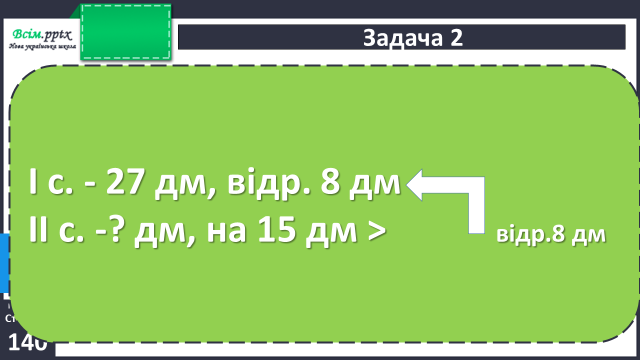 Всім.pptx
Нова українська школа
Задача 2
І с. - 27 дм, відр. 8 дм
ІІ с. -? дм, на 15 дм >
відр.8 дм
140